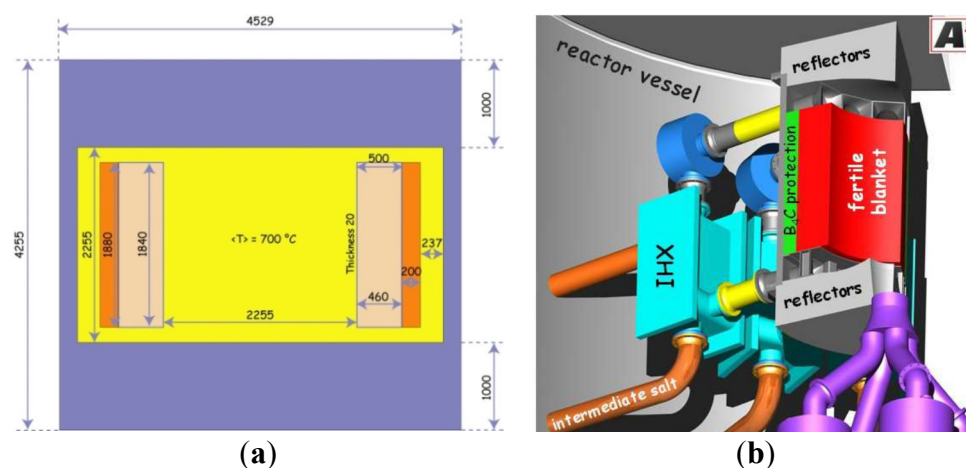 4529
1000
500
Thickness 20
4255
2255
1880
1840
<T> = 700 °C
237
200
460
2255
1000
(a)
A
reactor vessel
reflectors
B4C protection
fertile
blanket
IHX
reflectors
intermediate salt
(b)